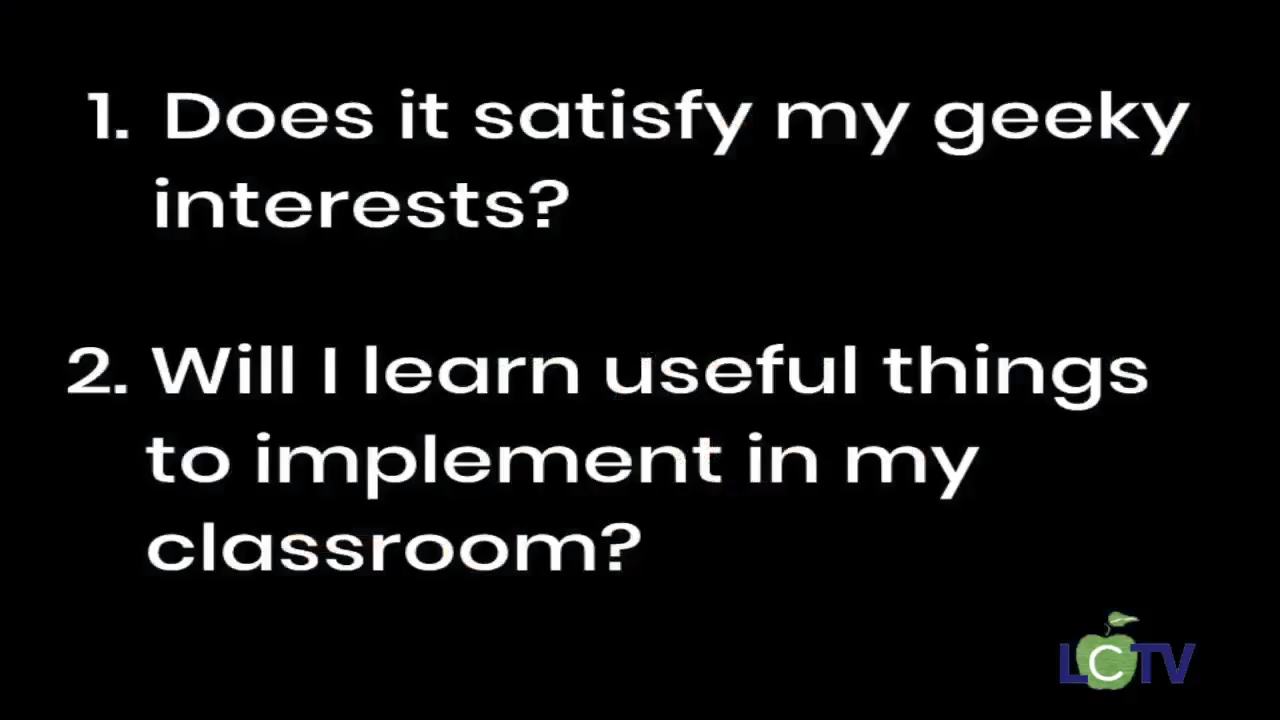 1. Does it satisfy my geeky
interests?
2. Will I learn useful things
to implement in my
classroom?
LCTV